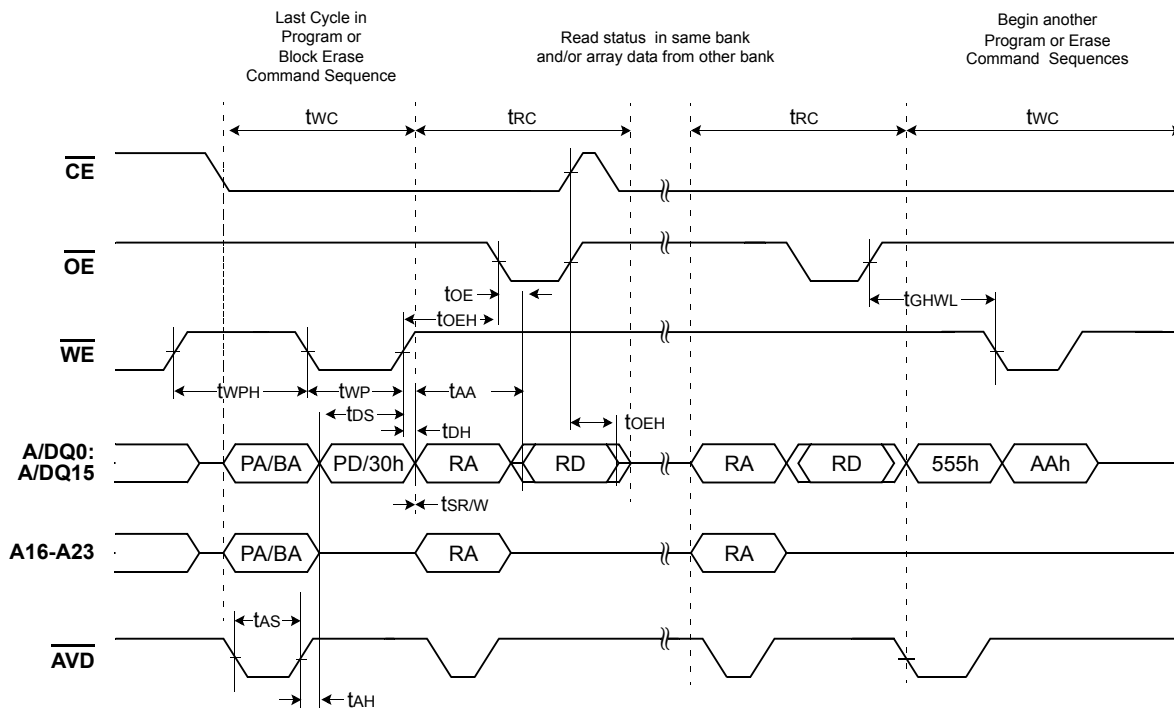 Last Cycle in
Program or
Block Erase
Command Sequence
Read status in same bank
and/or array data from other bank
Begin another
Program or Erase
Command Sequences
tWC
tRC
tRC
tWC
CE
OE
tOE
tOEH
tGHWL
WE
tWPH
tWP
tAA
tDS
tDH
tOEH
A/DQ0:
A/DQ15
PA/BA
PD/30h
RA
RD
RA
RD
555h
AAh
tSR/W
A16-A23
PA/BA
RA
RA
tAS
AVD
tAH